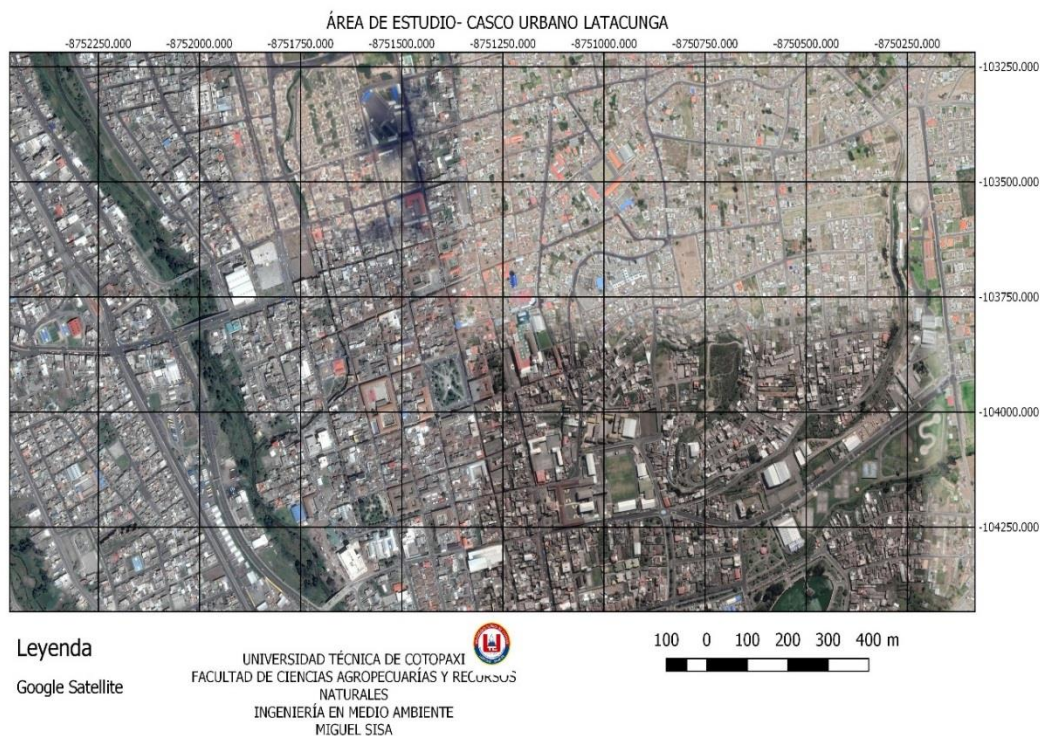 ÁREA DE ESTUDIO- CASCO URBANO LATACUNGA
-8752250.000 -8752000.000 -8751750.000 -8751500.000 -8751250.000 -8751000.000 -8750750.000 -8750500.000 -8750250.000
-103250.000
-103500.000
-103750.000
-104000.000
-104250.000
Leyenda
Google Satellite
UNIVERSIDAD TÉCNICA DE COTOPAXI
FACULTAD DE CIENCIAS AGROPECUARÍAS Y RECURSOS
NATURALES
INGENIERÍA EN MEDIO AMBIENTE
MIGUEL SISA
100 0 100 200 300 400 m